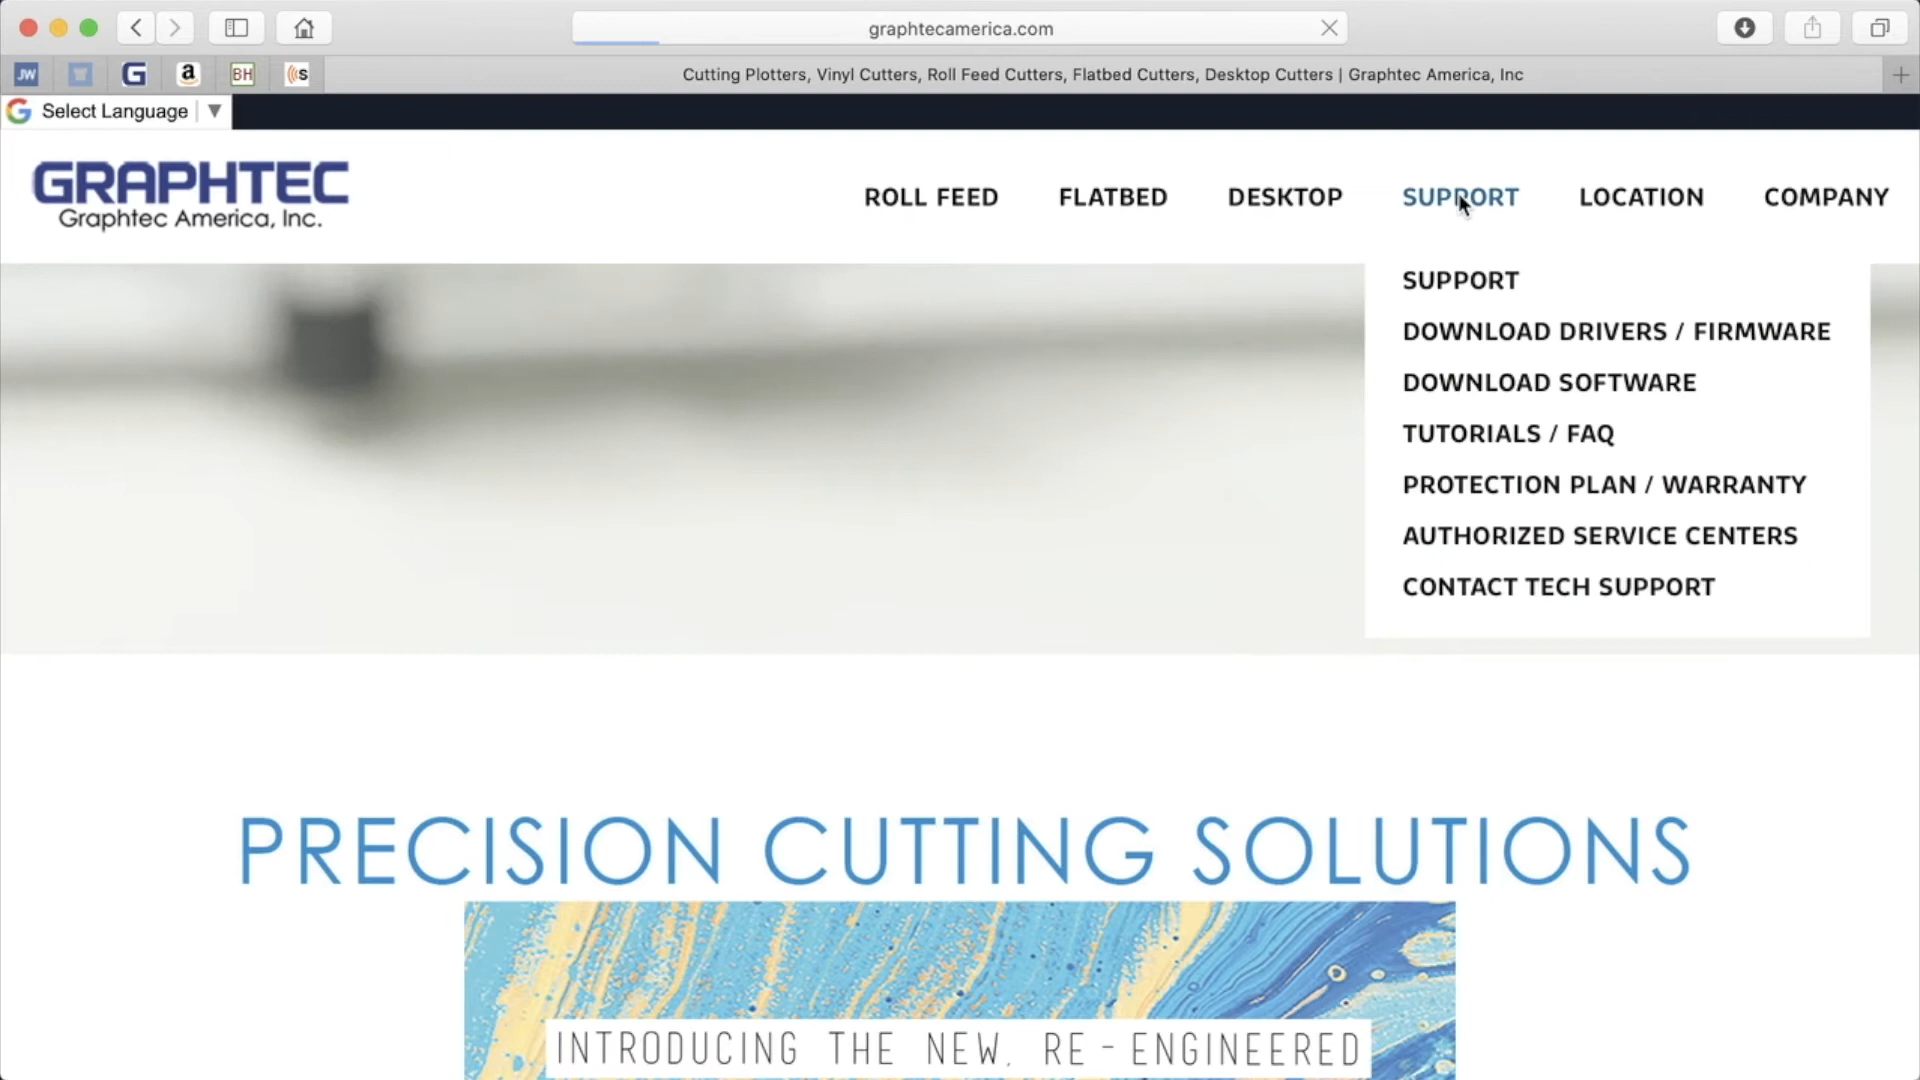 graphtecamerica.com
JW
G
a
BH
S
Cutting Plotters, Vinyl Cutters, Roll Feed Cutters, Flatbed Cutters, Desktop Cutters | Graphtec America, Inc
Select Language
GRAPHTEC
Graphtec America, Inc.
ROLL FEED
FLATBED
DESKTOP
SUPPORT
LOCATION
COMPANY
SUPPORT
DOWNLOAD DRIVERS / FIRMWARE
DOWNLOAD SOFTWARE
TUTORIALS / FAQ
PROTECTION PLAN / WARRANTY
AUTHORIZED SERVICE CENTERS
CONTACT TECH SUPPORT
PRECISION CUTTING SOLUTIONS
INTRODUCING THE NEW, RE-ENGINEERED